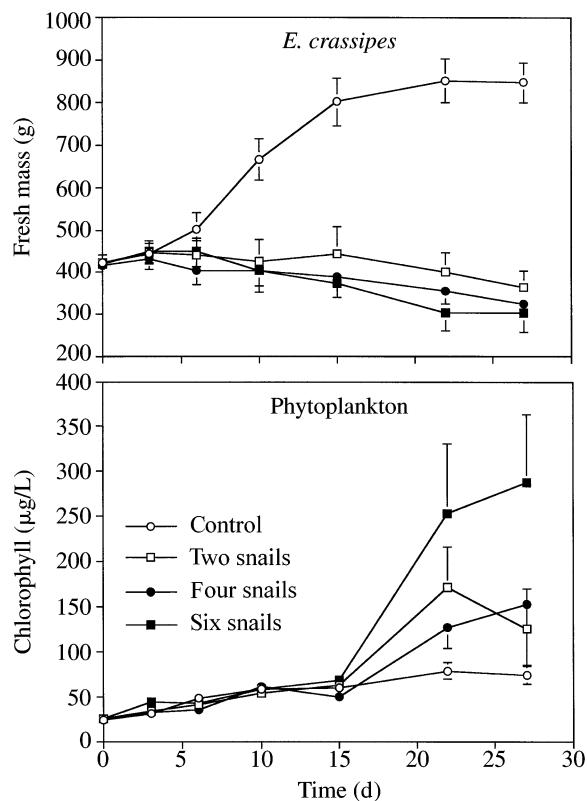 1000
E. crassipes
900
800
700
600
500
400
300
200
Fresh mass (g)
400
Phytoplankton
350
300
250
200
150
100
50
0
Chlorophyll (µg/L)
Control
Two snails
Four snails
Six snails
0 5 10 15 20 25 30
Time (d)